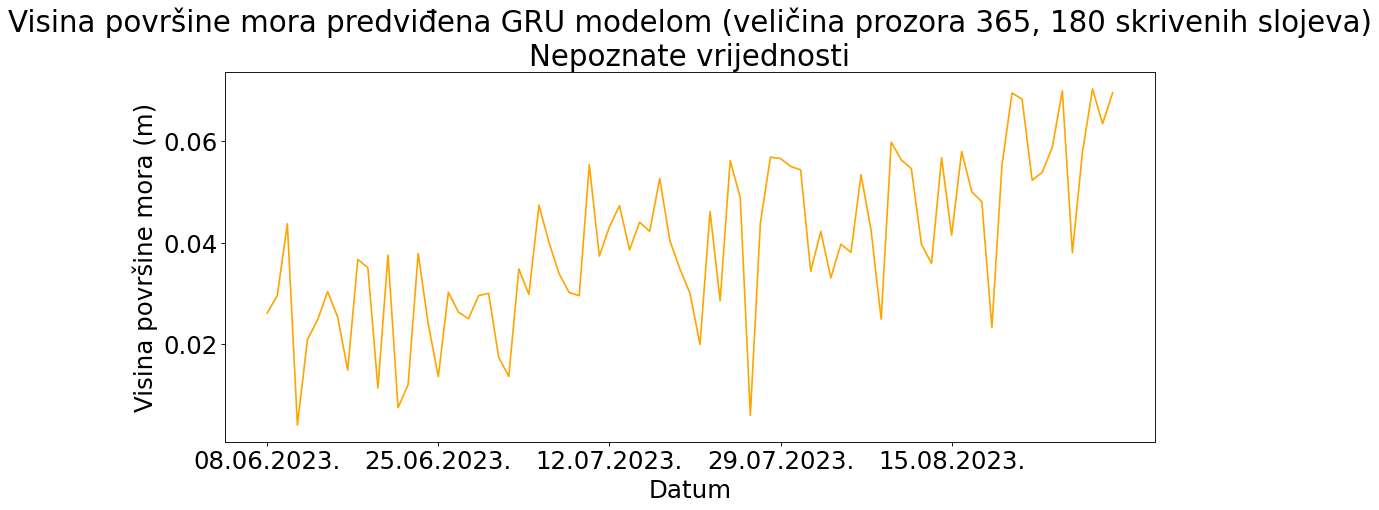 Visina površine mora predviđena GRU modelom (veličina prozora 365, 180 skrivenih slojeva)
Nepoznate vrijednosti
Visina površine mora (m)
0.06
0.04
0.02
08.06.2023. 25.06.2023. 12.07.2023. 29.07.2023. 15.08.2023.
Datum